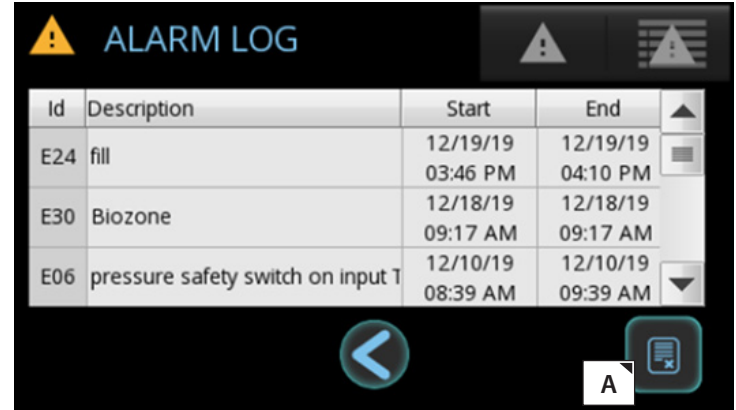 ALARM LOG
Id Description Start End
E24 fill 12/19/19 03:46 PM 12/19/19 04:10 PM
E30 Biozone 12/18/19 09:17 AM 12/18/19 09:17 AM
E06 pressure safety switch on input T 12/10/19 08:39 AM 12/10/19 09:39 AM
A